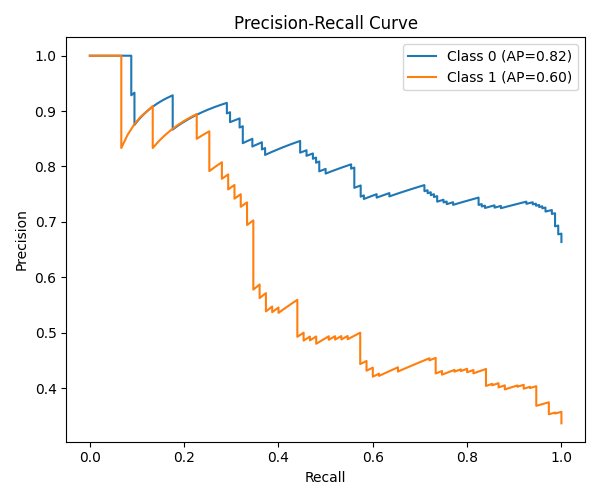 Precision-Recall Curve
Class 0 (AP=0.82)
Class 1 (AP=0.60)
Precision
1.0
0.9
0.8
0.7
0.6
0.5
0.4
0.0 0.2 0.4 0.6 0.8 1.0
Recall